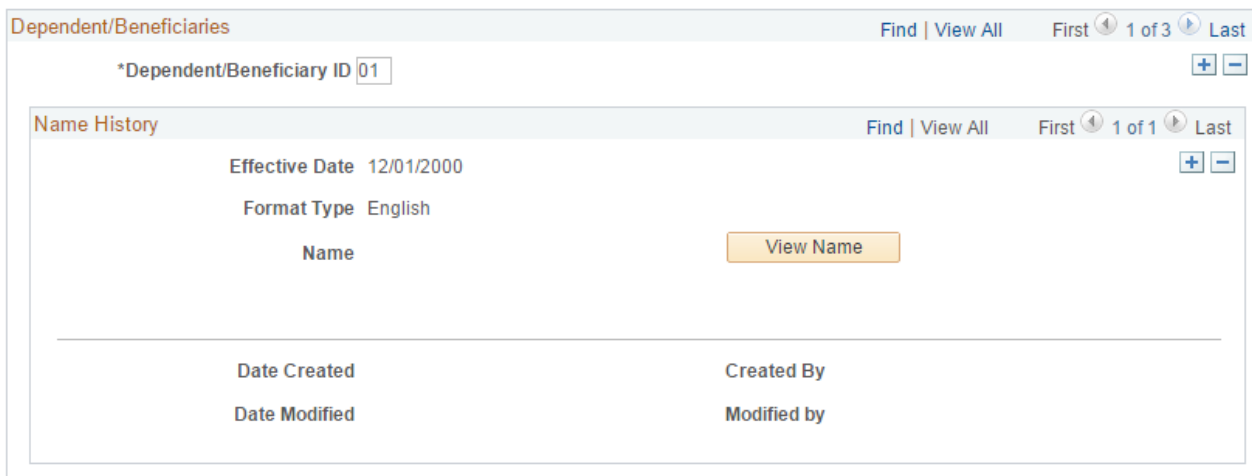 Dependent/Beneficiaries Find | View All First 1 of 3 Last
*Dependent/Beneficiary ID 01
Name History Find | View All First 1 of 1 Last
Effective Date 12/01/2000
Format Type English
Name View Name
Date Created Created By
Date Modified Modified by